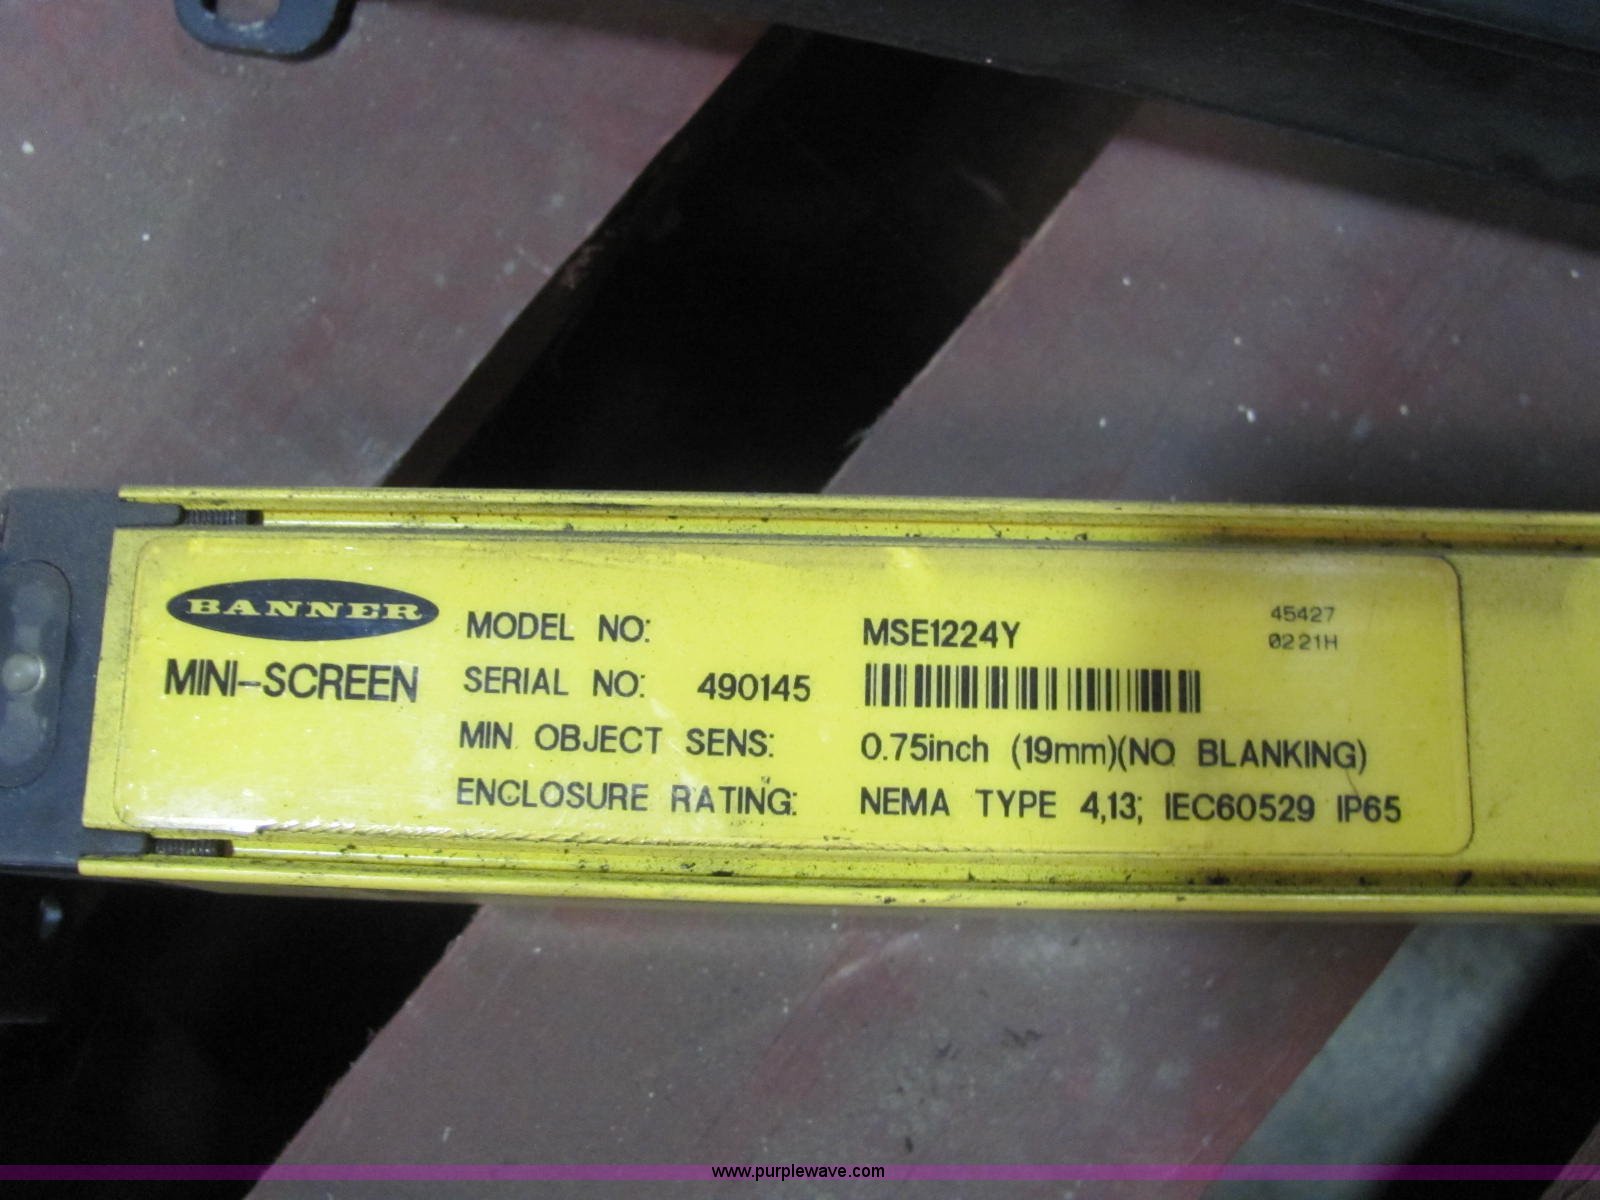 BANNER
MINI-SCREEN
MODEL NO: MSE1224Y
SERIAL NO: 490145
MIN. OBJECT SENS: 0.75inch (19mm)(NO BLANKING)
ENCLOSURE RATING: NEMA TYPE 4,13; IEC60529 IP65
45427
0221H
www.purplewave.com